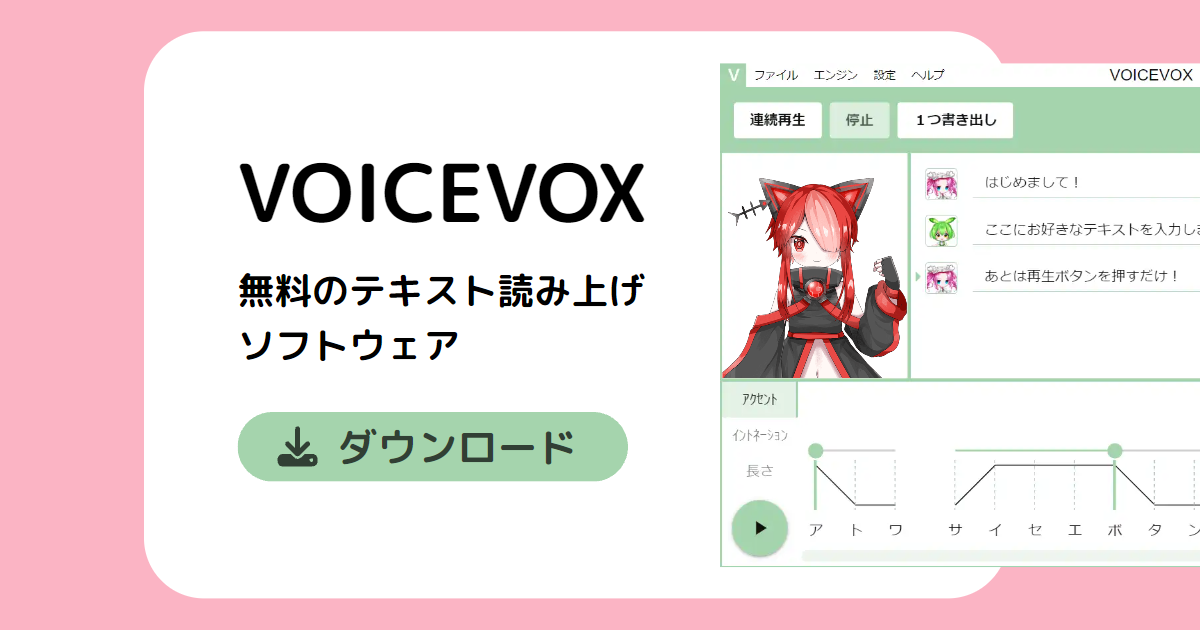 VOICEVOX
無料のテキスト読み上げ
ソフトウェア
ダウンロード
V ファイル エンジン 設定 ヘルプ VOICEVOX
連続再生 停止 1つ書き出し
はじめまして!
ここにお好きなテキストを入力しま
あとは再生ボタンを押すだけ!
アクセント
イントネーション
長さ
ア ト ワ サ イ セ エ ボ タ ン